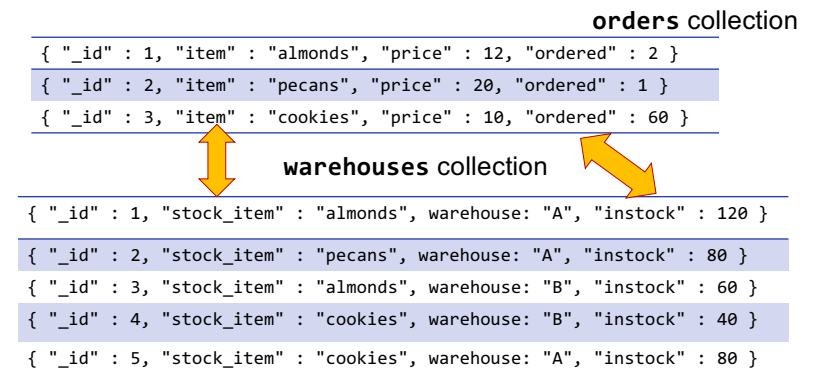 orders collection
{ "_id" : 1, "item" : "almonds", "price" : 12, "ordered" : 2 }
{ "_id" : 2, "item" : "pecans", "price" : 20, "ordered" : 1 }
{ "_id" : 3, "item" : "cookies", "price" : 10, "ordered" : 60 }
warehouses collection
{ "_id" : 1, "stock_item" : "almonds", warehouse: "A", "instock" : 120 }
{ "_id" : 2, "stock_item" : "pecans", warehouse: "A", "instock" : 80 }
{ "_id" : 3, "stock_item" : "almonds", warehouse: "B", "instock" : 60 }
{ "_id" : 4, "stock_item" : "cookies", warehouse: "B", "instock" : 40 }
{ "_id" : 5, "stock_item" : "cookies", warehouse: "A", "instock" : 80 }